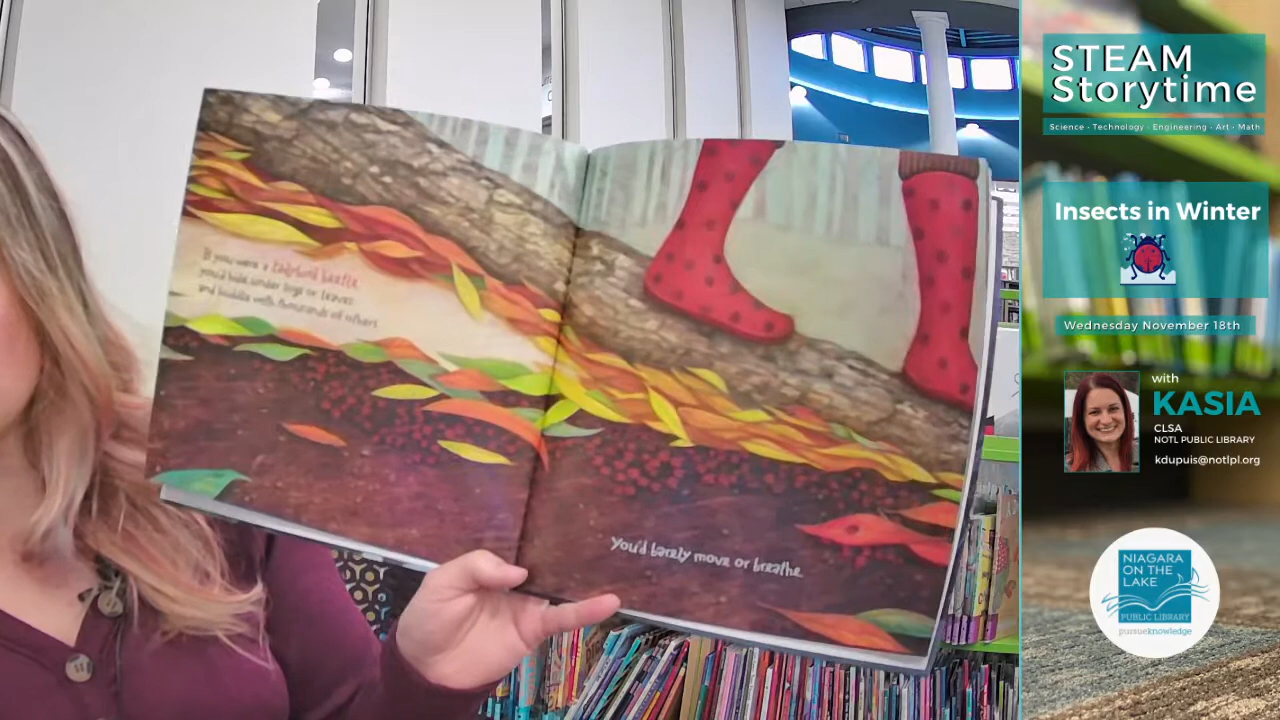 If you were a ladybug beetle,
you'd hide under logs or leaves
and huddle with thousands of others.
You'd barely move or breathe.
STEAM
Storytime
Science - Technology - Engineering - Art - Math
Insects in Winter
Wednesday November 18th
with
KASIA
CLSA
NOTL PUBLIC LIBRARY
kdupuis@notlpl.org
NIAGARA
ON THE
LAKE
PUBLIC LIBRARY
pursueknowledge